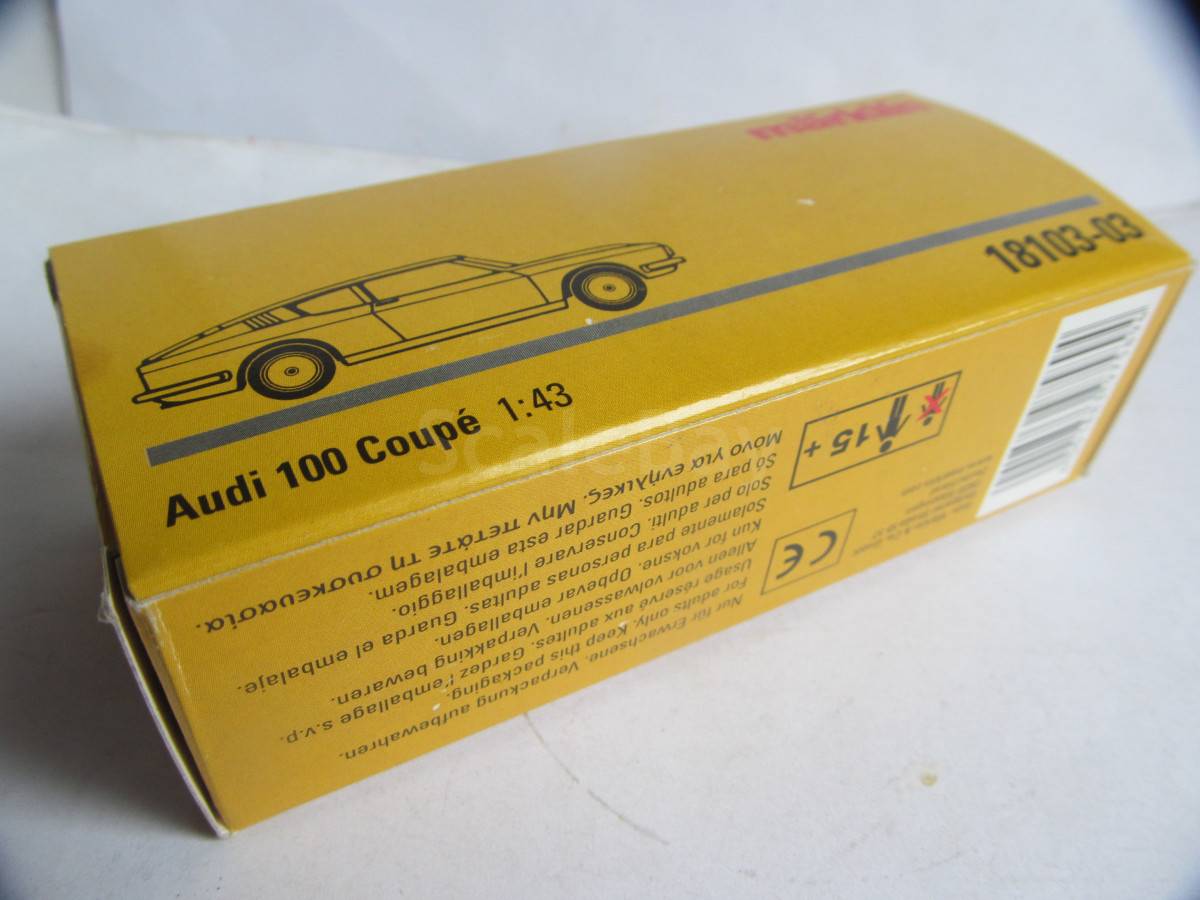 märklin
18103-03
Audi 100 Coupé 1:43
15 +
CE
Nur für Erwachsene. Verpackung aufbewahren.
For adults only. Keep this packaging.
Usage réservé aux adultes. Gardez l'emballage s.v.p.
Alleen voor volwassenen. Verpakking bewaren.
Kun for voksne. Opbevar emballagen.
Solamente para personas adultas. Guarda el embalaje.
Solo per adulti. Conservare l'imballaggio.
Só para adultos. Guardar esta embalagem.
Μόνο για ενήλικες. Μην πετάτε τη συσκευασία.